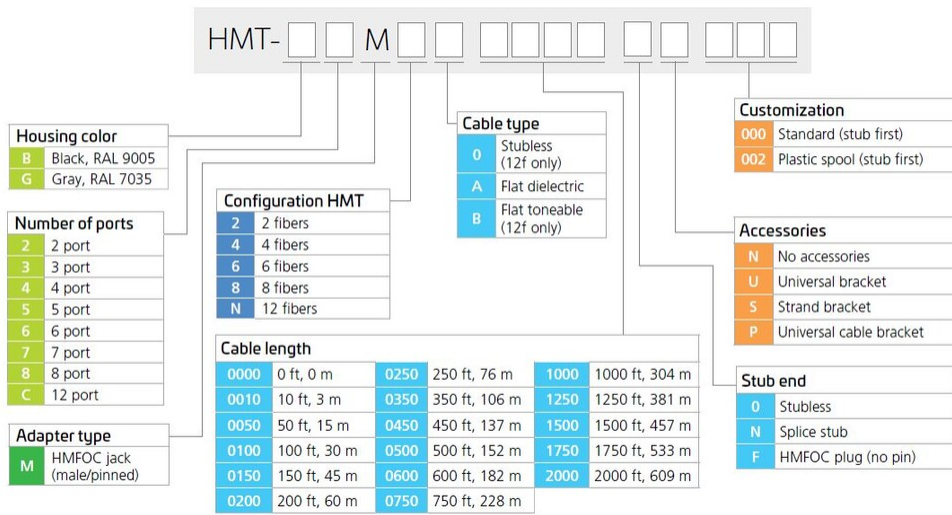 HMT- M
Housing color
B Black, RAL 9005
G Gray, RAL 7035
Number of ports
2 2 port
3 3 port
4 4 port
5 5 port
6 6 port
7 7 port
8 8 port
C 12 port
Adapter type
M HMFOC jack
(male/pinned)
Configuration HMT
2 2 fibers
4 4 fibers
6 6 fibers
8 8 fibers
N 12 fibers
Cable type
0 Stubless
(12f only)
A Flat dielectric
B Flat toneable
(12f only)
Cable length
0000 0 ft, 0 m 0250 250 ft, 76 m 1000 1000 ft, 304 m
0010 10 ft, 3 m 0350 350 ft, 106 m 1250 1250 ft, 381 m
0050 50 ft, 15 m 0450 450 ft, 137 m 1500 1500 ft, 457 m
0100 100 ft, 30 m 0500 500 ft, 152 m 1750 1750 ft, 533 m
0150 150 ft, 45 m 0600 600 ft, 182 m 2000 2000 ft, 609 m
0200 200 ft, 60 m 0750 750 ft, 228 m
Customization
000 Standard (stub first)
002 Plastic spool (stub first)
Accessories
N No accessories
U Universal bracket
S Strand bracket
P Universal cable bracket
Stub end
0 Stubless
N Splice stub
F HMFOC plug (no pin)